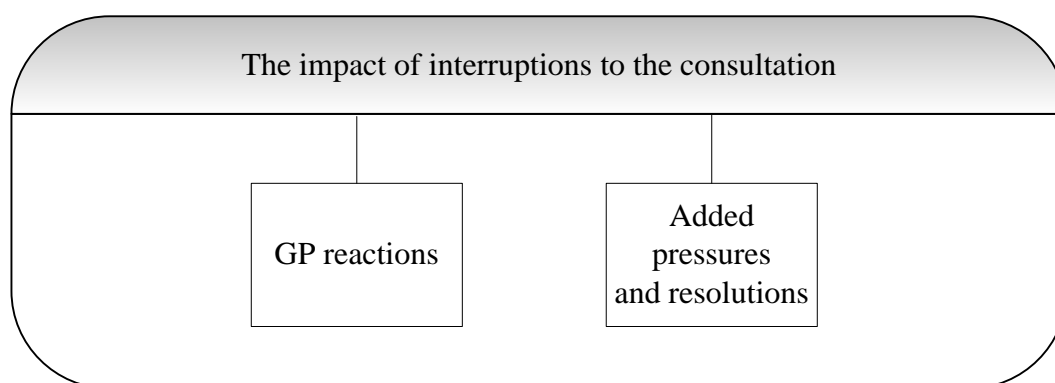 The impact of interruptions to the consultation
GP reactions
Added
pressures
and resolutions